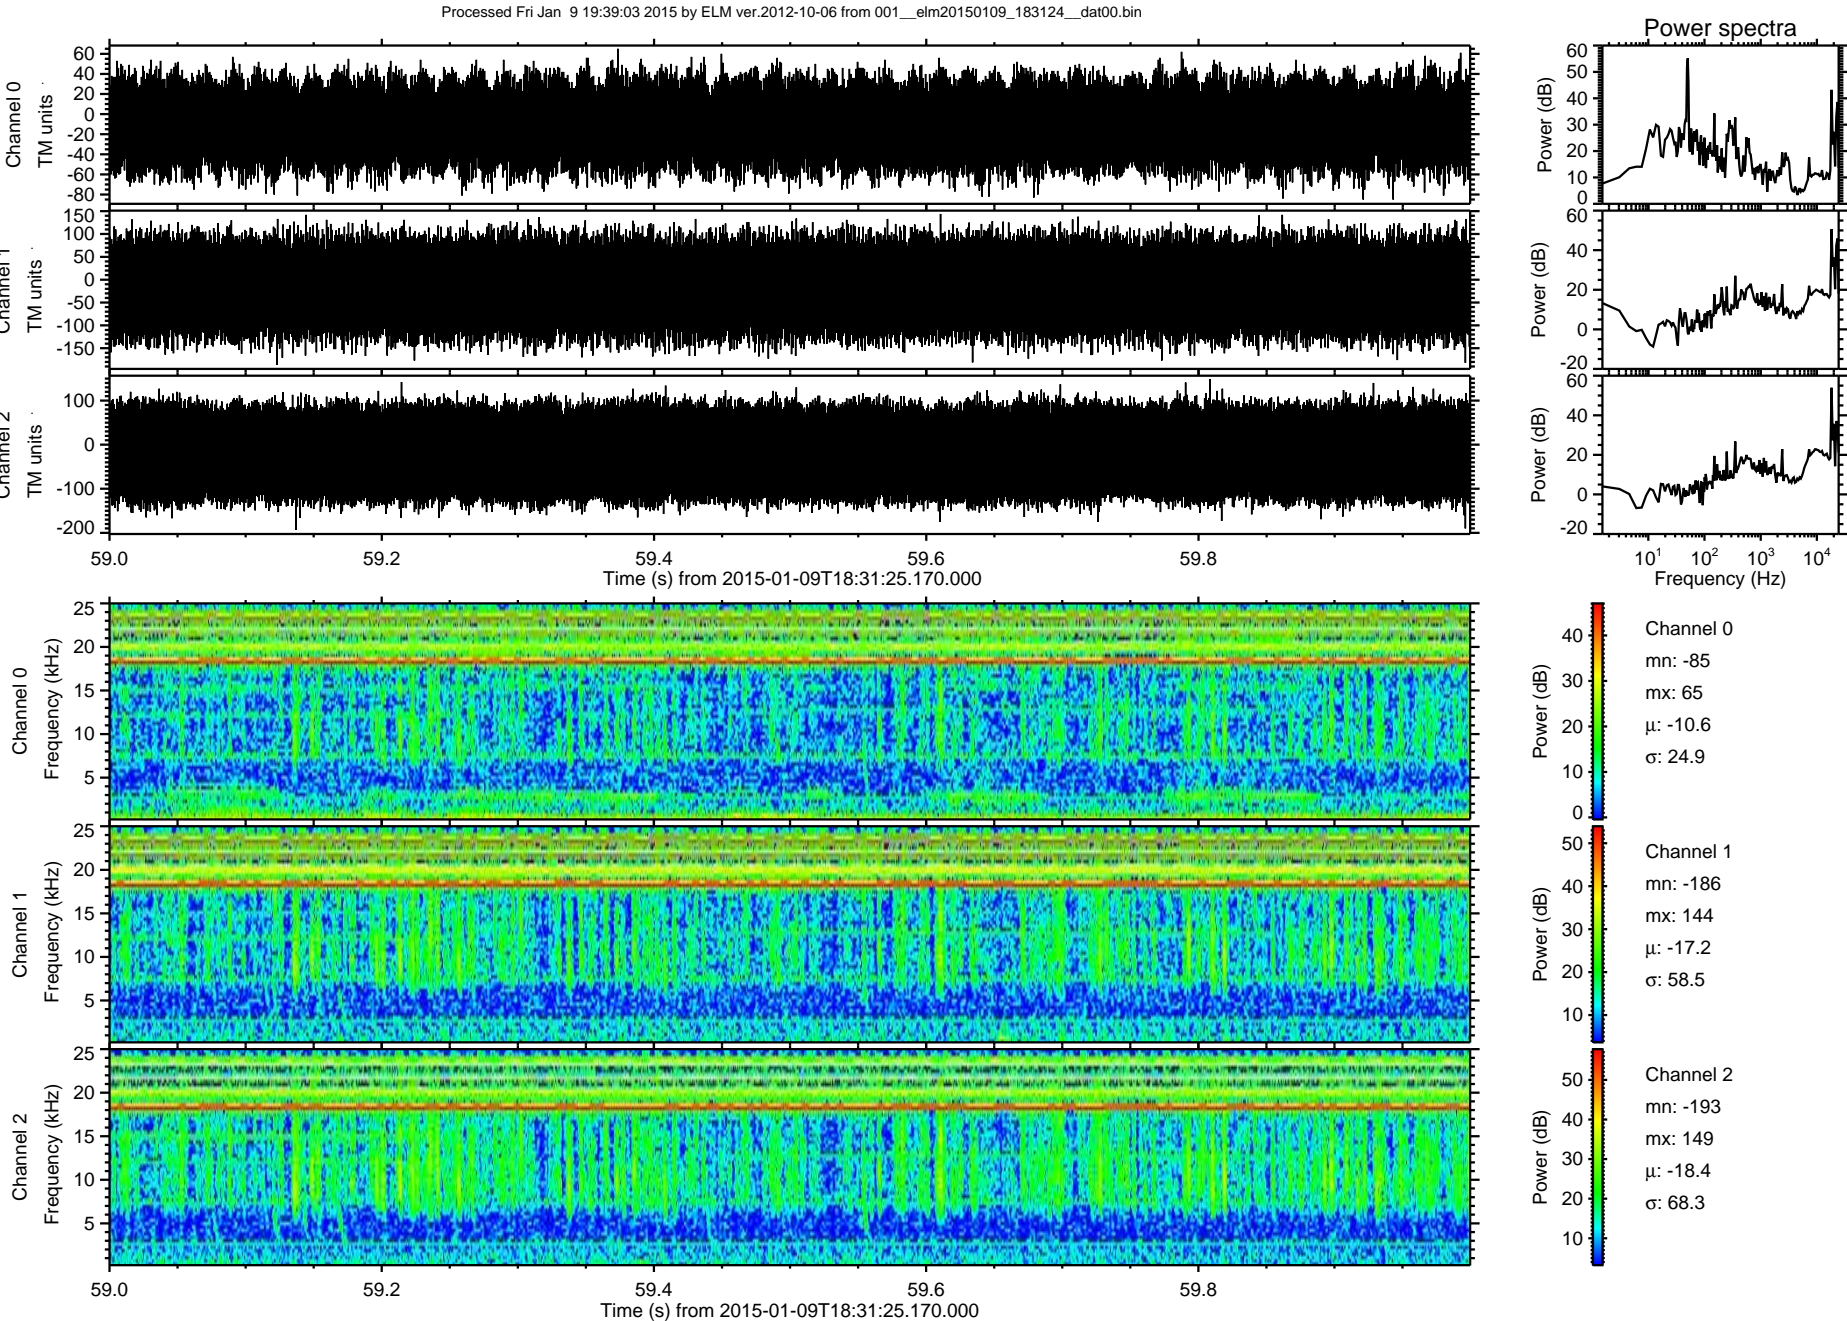 Processed Fri Jan 9 19:39:03 2015 by ELM ver.2012-10-06 from 001__elm20150109_183124__dat00.bin
Power spectra
Channel 0
TM units
60
40
20
0
-20
-40
-60
-80
Power (dB)
60
50
40
30
20
10
0
Channel 1
TM units
150
100
50
0
-50
-100
-150
Power (dB)
60
40
20
0
-20
Channel 2
TM units
100
0
-100
-200
Power (dB)
60
40
20
0
-20
59.0 59.2 59.4 59.6 59.8
Time (s) from 2015-01-09T18:31:25.170.000
10^1 10^2 10^3 10^4
Frequency (Hz)
Channel 0
Frequency (kHz)
25
20
15
10
5
Power (dB)
40
30
20
10
0
Channel 0
mn: -85
mx: 65
μ: -10.6
σ: 24.9
Channel 1
Frequency (kHz)
25
20
15
10
5
Power (dB)
50
40
30
20
10
Channel 1
mn: -186
mx: 144
μ: -17.2
σ: 58.5
Channel 2
Frequency (kHz)
25
20
15
10
5
Power (dB)
50
40
30
20
10
Channel 2
mn: -193
mx: 149
μ: -18.4
σ: 68.3
59.0 59.2 59.4 59.6 59.8
Time (s) from 2015-01-09T18:31:25.170.000